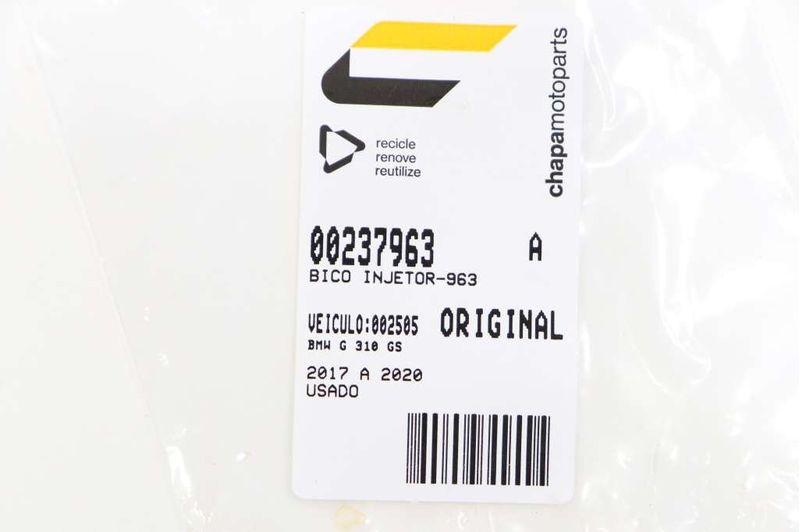 chapamotoparts
recicle
renove
reutilize
00237963 A
BICO INJETOR-963
VEICULO:002505 ORIGINAL
BMW G 310 GS
2017 A 2020
USADO